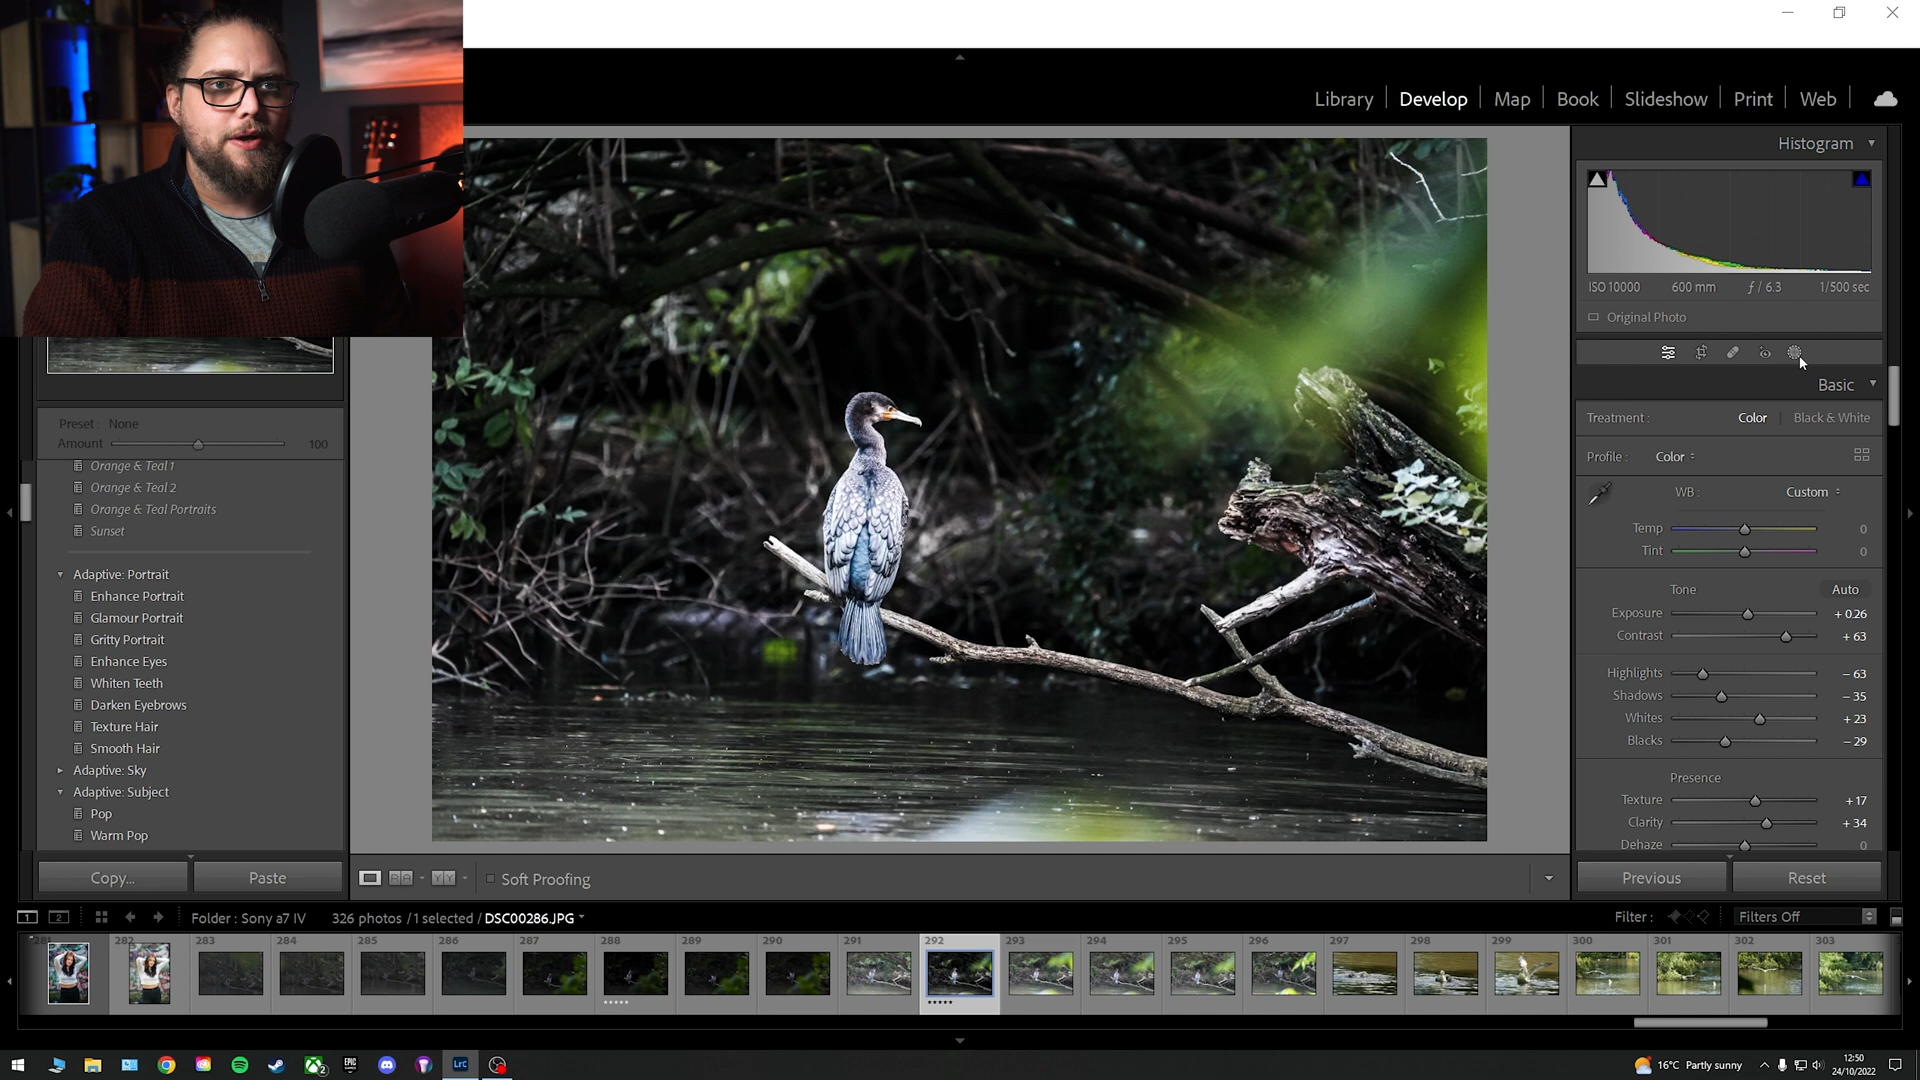 Library | Develop | Map | Book | Slideshow | Print | Web |
Histogram
ISO 10000 600 mm ƒ / 6.3 1/500 sec
Original Photo
Basic
Treatment : Color | Black & White
Profile : Color
WB : Custom
Temp 0
Tint 0
Tone Auto
Exposure + 0.26
Contrast + 63
Highlights − 63
Shadows − 35
Whites + 23
Blacks − 29
Presence
Texture + 17
Clarity + 34
Dehaze 0
Previous Reset
Preset : None
Amount 100
Orange & Teal 1
Orange & Teal 2
Orange & Teal Portraits
Sunset
Adaptive: Portrait
Enhance Portrait
Glamour Portrait
Gritty Portrait
Enhance Eyes
Whiten Teeth
Darken Eyebrows
Texture Hair
Smooth Hair
Adaptive: Sky
Adaptive: Subject
Pop
Warm Pop
Copy... Paste
Soft Proofing
1 2 Folder : Sony a7 IV 326 photos / 1 selected / DSC00286.JPG Filter : Filters Off
281 282 283 284 285 286 287 288 289 290 291 292 293 294 295 296 297 298 299 300 301 302 303
EPIC GAMES LrC 16°C Partly sunny 12:50
24/10/2022